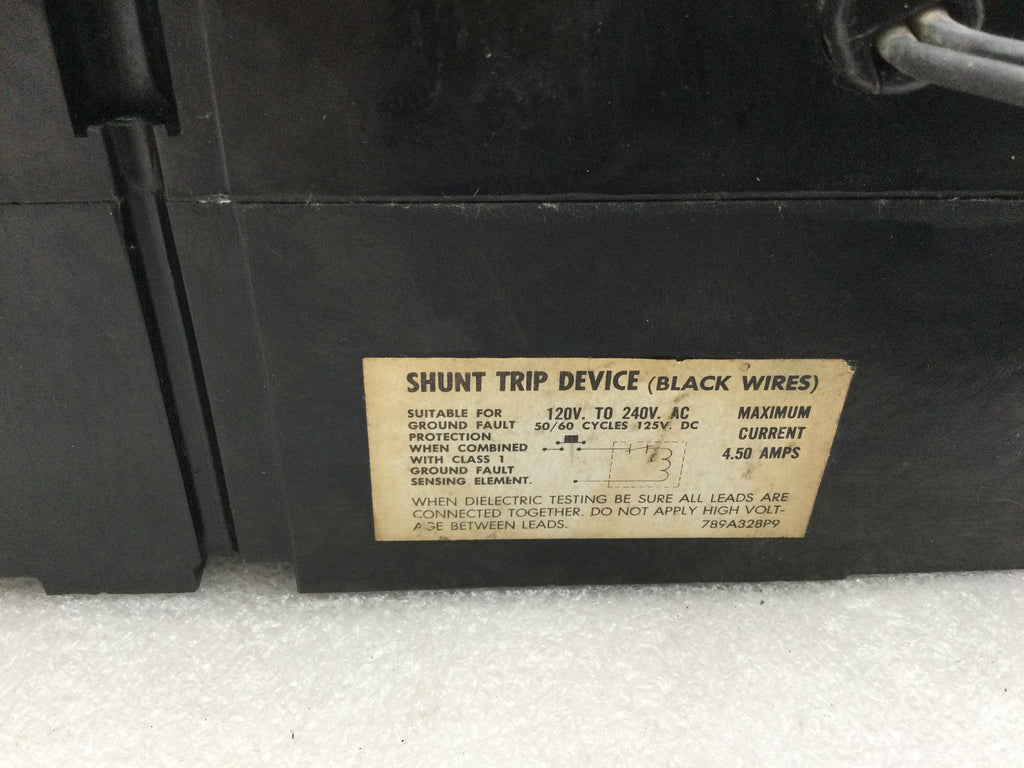 SHUNT TRIP DEVICE (BLACK WIRES)
SUITABLE FOR
GROUND FAULT
PROTECTION
WHEN COMBINED
WITH CLASS 1
GROUND FAULT
SENSING ELEMENT.
120V. TO 240V. AC
50/60 CYCLES 125V. DC
MAXIMUM
CURRENT
4.50 AMPS
WHEN DIELECTRIC TESTING BE SURE ALL LEADS ARE
CONNECTED TOGETHER. DO NOT APPLY HIGH VOLT-
AGE BETWEEN LEADS.
789A328P9